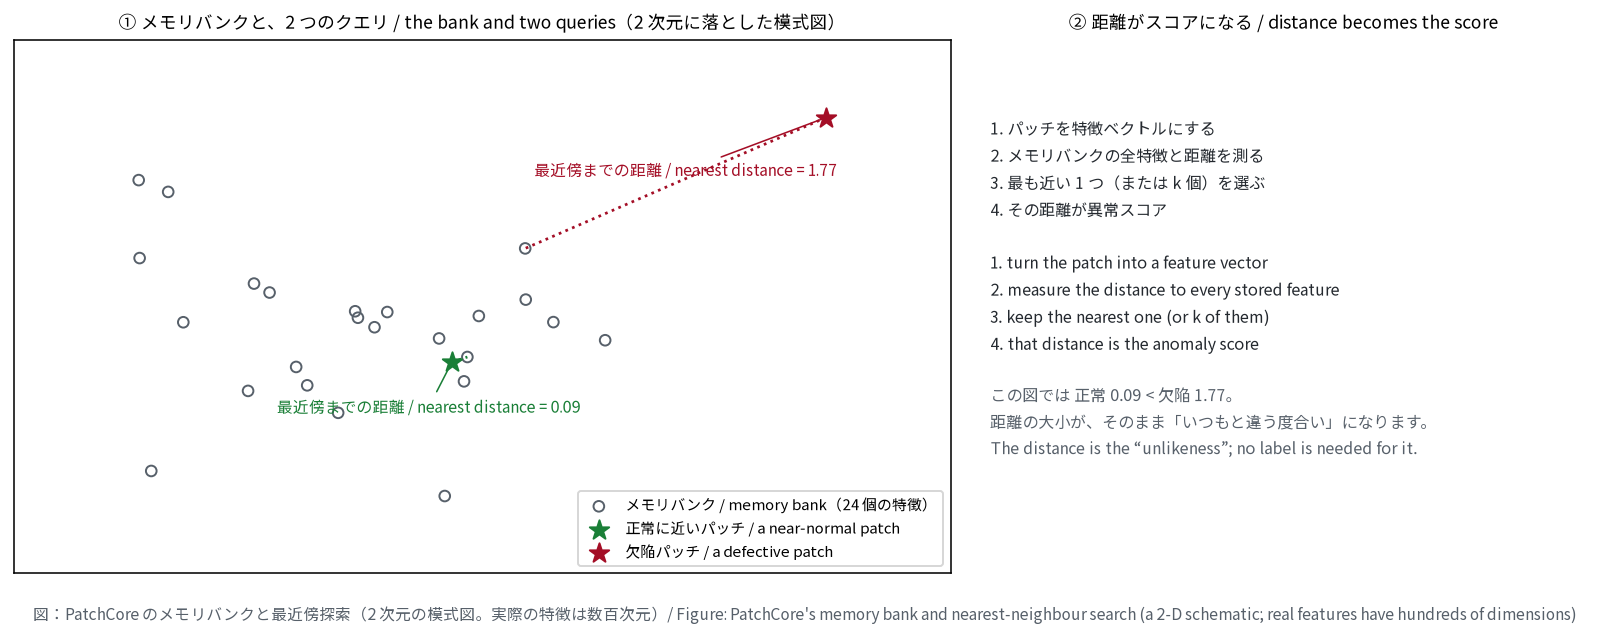 ① メモリバンクと、2 つのクエリ / the bank and two queries（2 次元に落とした模式図）
最近傍までの距離 / nearest distance = 1.77
最近傍までの距離 / nearest distance = 0.09
メモリバンク / memory bank（24 個の特徴）
正常に近いパッチ / a near-normal patch
欠陥パッチ / a defective patch
② 距離がスコアになる / distance becomes the score
1. パッチを特徴ベクトルにする
2. メモリバンクの全特徴と距離を測る
3. 最も近い 1 つ（または k 個）を選ぶ
4. その距離が異常スコア
1. turn the patch into a feature vector
2. measure the distance to every stored feature
3. keep the nearest one (or k of them)
4. that distance is the anomaly score
この図では 正常 0.09 < 欠陥 1.77。
距離の大小が、そのまま「いつもと違う度合い」になります。
The distance is the “unlikeness”; no label is needed for it.
図：PatchCore のメモリバンクと最近傍探索（2 次元の模式図。実際の特徴は数百次元）/ Figure: PatchCore's memory bank and nearest-neighbour search (a 2-D schematic; real features have hundreds of dimensions)